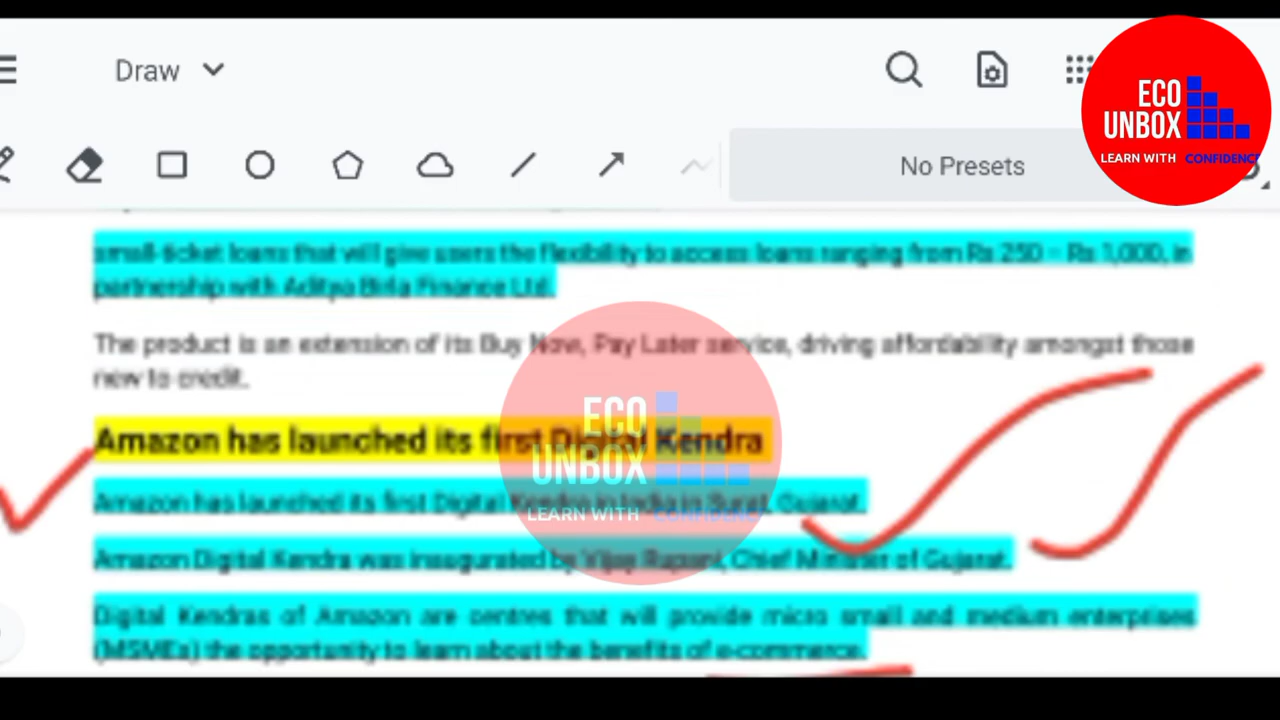 Draw
No Presets
ECO
UNBOX
LEARN WITH CONFIDENCE
small-ticket loans that will give users the flexibility to access loans ranging from Rs 250 – Rs 1,000, in
partnership with Aditya Birla Finance Ltd.
The product is an extension of its Buy Now, Pay Later service, driving affordability amongst those
new to credit.
Amazon has launched its first Digital Kendra
Amazon has launched its first Digital Kendra in India in Surat, Gujarat.
Amazon Digital Kendra was inaugurated by Vijay Rupani, Chief Minister of Gujarat.
Digital Kendras of Amazon are centres that will provide micro small and medium enterprises
(MSMEs) the opportunity to learn about the benefits of e-commerce.
ECO
UNBOX
LEARN WITH CONFIDENCE